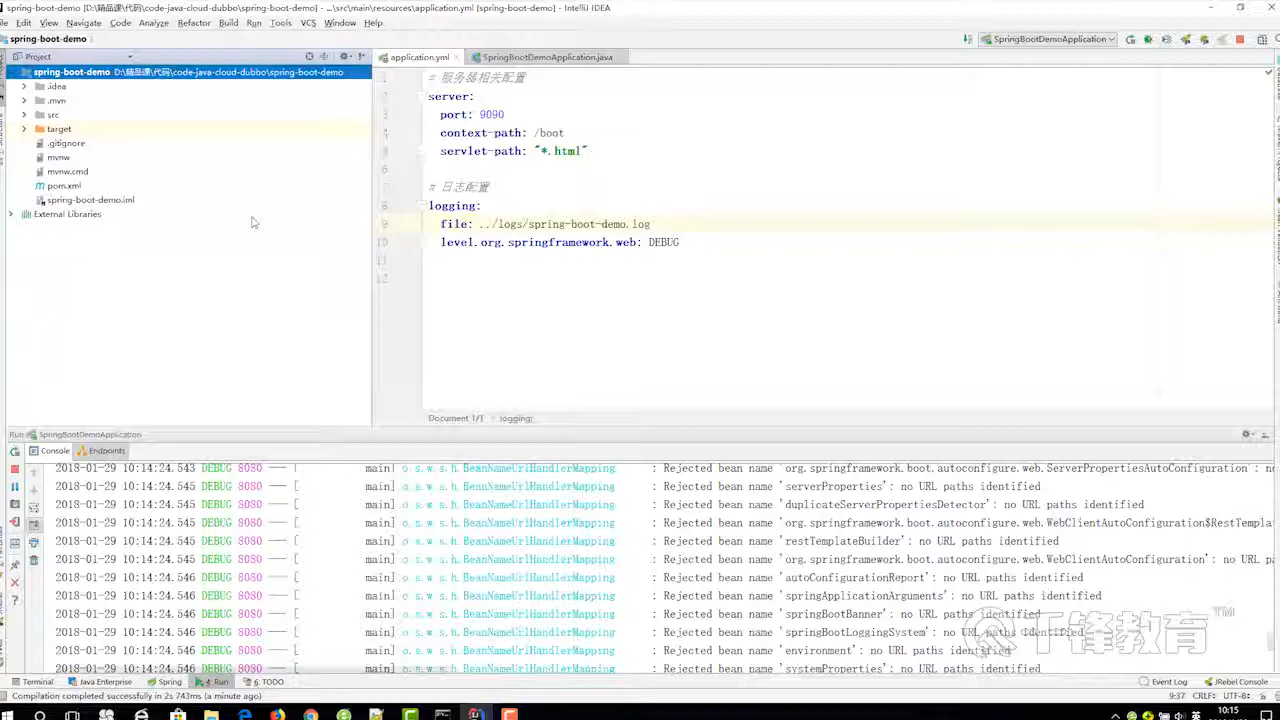 spring-boot-demo [D:\精品课\代码\code-java-cloud-dubbo\spring-boot-demo] - ...\src\main\resources\application.yml [spring-boot-demo] - IntelliJ IDEA
File Edit View Navigate Code Analyze Refactor Build Run Tools VCS Window Help
spring-boot-demo
SpringBootDemoApplication
Project
application.yml
SpringBootDemoApplication.java
spring-boot-demo D:\精品课\代码\code-java-cloud-dubbo\spring-boot-demo
.idea
.mvn
src
target
.gitignore
mvnw
mvnw.cmd
pom.xml
spring-boot-demo.iml
External Libraries
1 # 服务器相关配置
2 server:
3 port: 9090
4 context-path: /boot
5 servlet-path: "*.html"
6
7 # 日志配置
8 logging:
9 file: ../logs/spring-boot-demo.log
10 level.org.springframework.web: DEBUG
11
12
Document 1/1 logging:
Run SpringBootDemoApplication
Console Endpoints
2018-01-29 10:14:24.543 DEBUG 8080 --- [ main] o.s.w.s.h.BeanNameUrlHandlerMapping : Rejected bean name 'org.springframework.boot.autoconfigure.web.ServerPropertiesAutoConfiguration': no
2018-01-29 10:14:24.545 DEBUG 8080 --- [ main] o.s.w.s.h.BeanNameUrlHandlerMapping : Rejected bean name 'serverProperties': no URL paths identified
2018-01-29 10:14:24.545 DEBUG 8080 --- [ main] o.s.w.s.h.BeanNameUrlHandlerMapping : Rejected bean name 'duplicateServerPropertiesDetector': no URL paths identified
2018-01-29 10:14:24.545 DEBUG 8080 --- [ main] o.s.w.s.h.BeanNameUrlHandlerMapping : Rejected bean name 'org.springframework.boot.autoconfigure.web.WebClientAutoConfiguration$RestTempla
2018-01-29 10:14:24.545 DEBUG 8080 --- [ main] o.s.w.s.h.BeanNameUrlHandlerMapping : Rejected bean name 'restTemplateBuilder': no URL paths identified
2018-01-29 10:14:24.545 DEBUG 8080 --- [ main] o.s.w.s.h.BeanNameUrlHandlerMapping : Rejected bean name 'org.springframework.boot.autoconfigure.web.WebClientAutoConfiguration': no URL pa
2018-01-29 10:14:24.546 DEBUG 8080 --- [ main] o.s.w.s.h.BeanNameUrlHandlerMapping : Rejected bean name 'autoConfigurationReport': no URL paths identified
2018-01-29 10:14:24.546 DEBUG 8080 --- [ main] o.s.w.s.h.BeanNameUrlHandlerMapping : Rejected bean name 'springApplicationArguments': no URL paths identified
2018-01-29 10:14:24.546 DEBUG 8080 --- [ main] o.s.w.s.h.BeanNameUrlHandlerMapping : Rejected bean name 'springBootBanner': no URL paths identified
2018-01-29 10:14:24.546 DEBUG 8080 --- [ main] o.s.w.s.h.BeanNameUrlHandlerMapping : Rejected bean name 'springBootLoggingSystem': no URL paths identified
2018-01-29 10:14:24.546 DEBUG 8080 --- [ main] o.s.w.s.h.BeanNameUrlHandlerMapping : Rejected bean name 'environment': no URL paths identified
2018-01-29 10:14:24.546 DEBUG 8080 --- [ main] o.s.w.s.h.BeanNameUrlHandlerMapping : Rejected bean name 'systemProperties': no URL paths identified
千锋教育™
Terminal Java Enterprise Spring 4: Run 6: TODO Event Log JRebel Console
Compilation completed successfully in 2s 743ms (a minute ago) 9:37 CRLF: UTF-8:
英 10:15